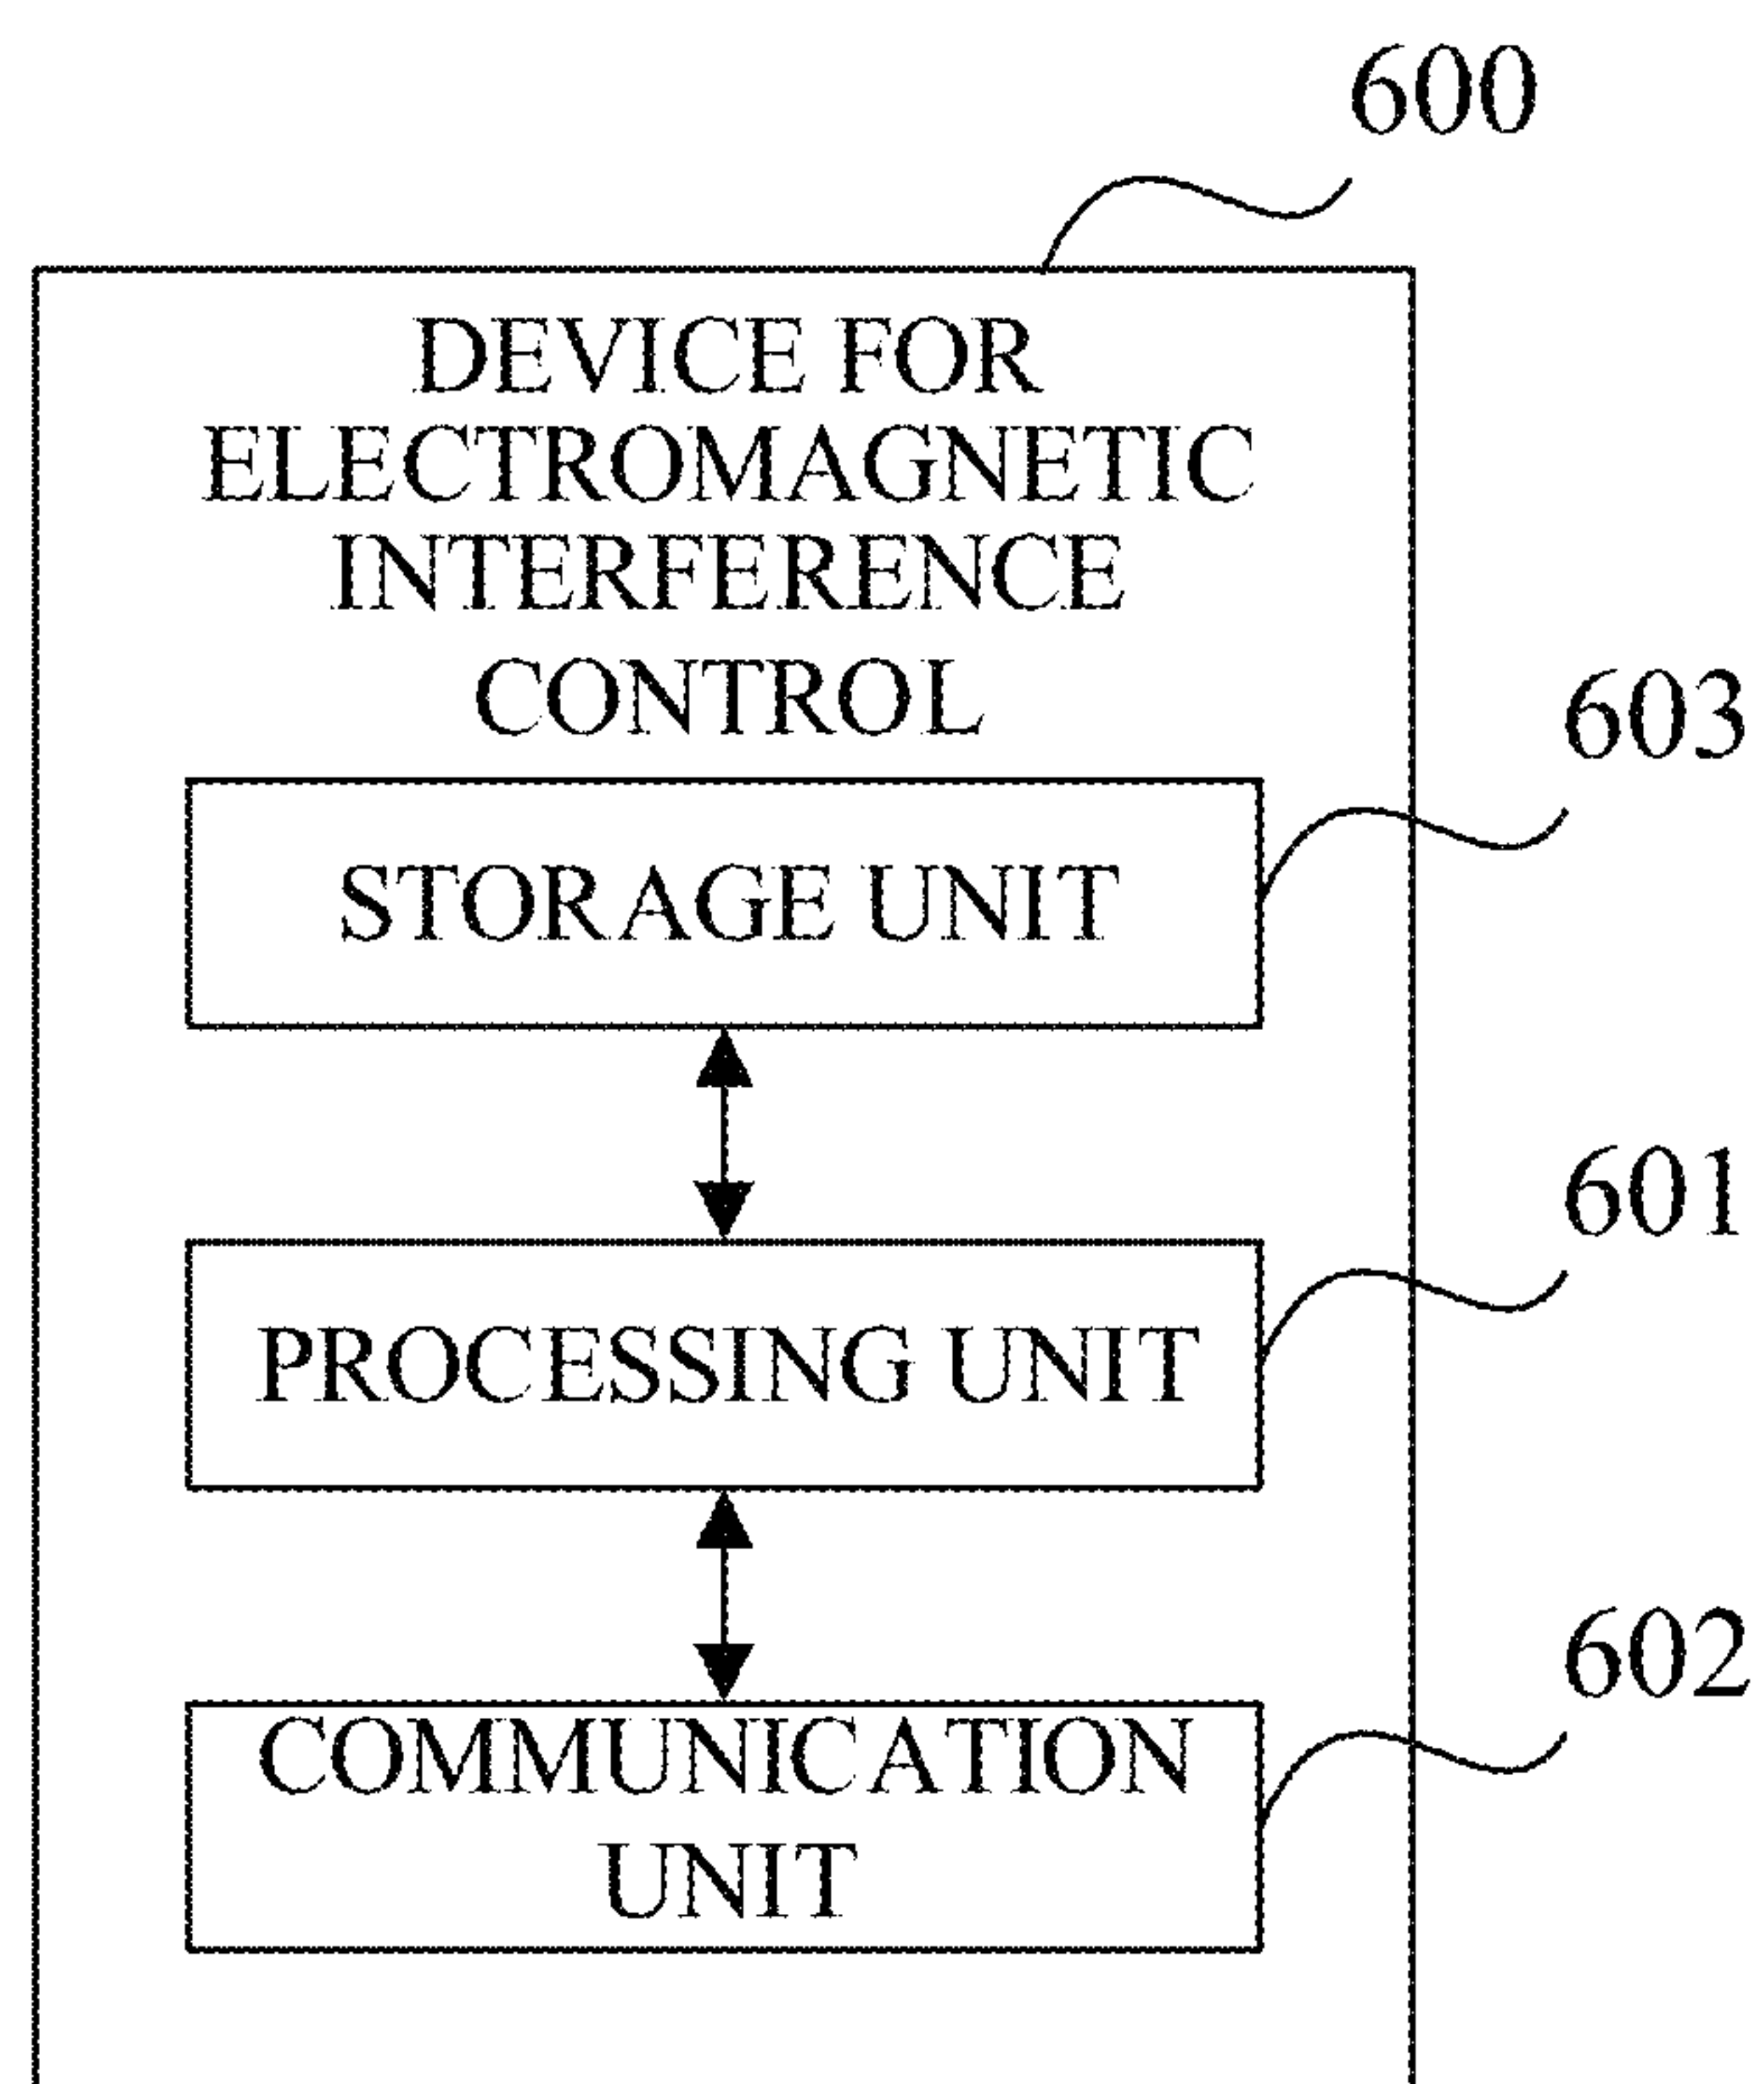 600
DEVICE FOR
ELECTROMAGNETIC
INTERFERENCE
CONTROL
603
STORAGE UNIT
601
PROCESSING UNIT
602
COMMUNICATION
UNIT